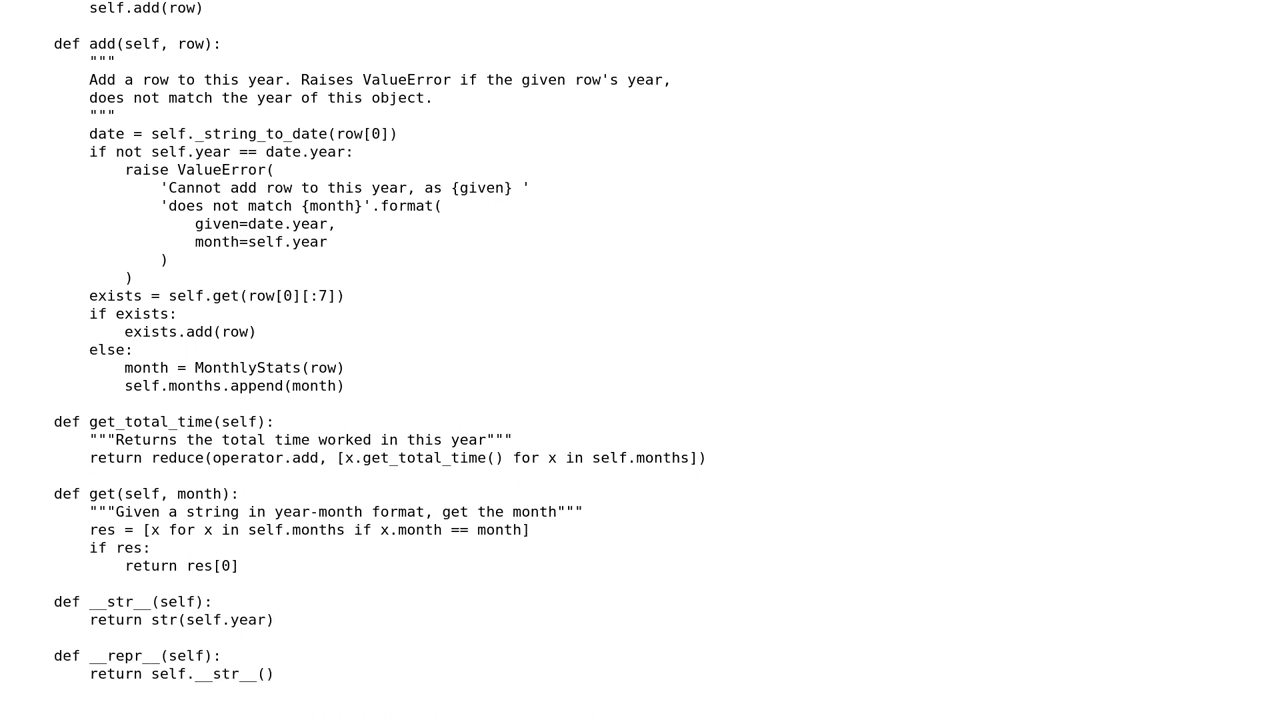 self.add(row)

    def add(self, row):
        """
        Add a row to this year. Raises ValueError if the given row's year,
        does not match the year of this object.
        """
        date = self._string_to_date(row[0])
        if not self.year == date.year:
            raise ValueError(
                'Cannot add row to this year, as {given} '
                'does not match {month}'.format(
                    given=date.year,
                    month=self.year
                )
            )
        exists = self.get(row[0][:7])
        if exists:
            exists.add(row)
        else:
            month = MonthlyStats(row)
            self.months.append(month)

    def get_total_time(self):
        """Returns the total time worked in this year"""
        return reduce(operator.add, [x.get_total_time() for x in self.months])

    def get(self, month):
        """Given a string in year-month format, get the month"""
        res = [x for x in self.months if x.month == month]
        if res:
            return res[0]

    def __str__(self):
        return str(self.year)

    def __repr__(self):
        return self.__str__()